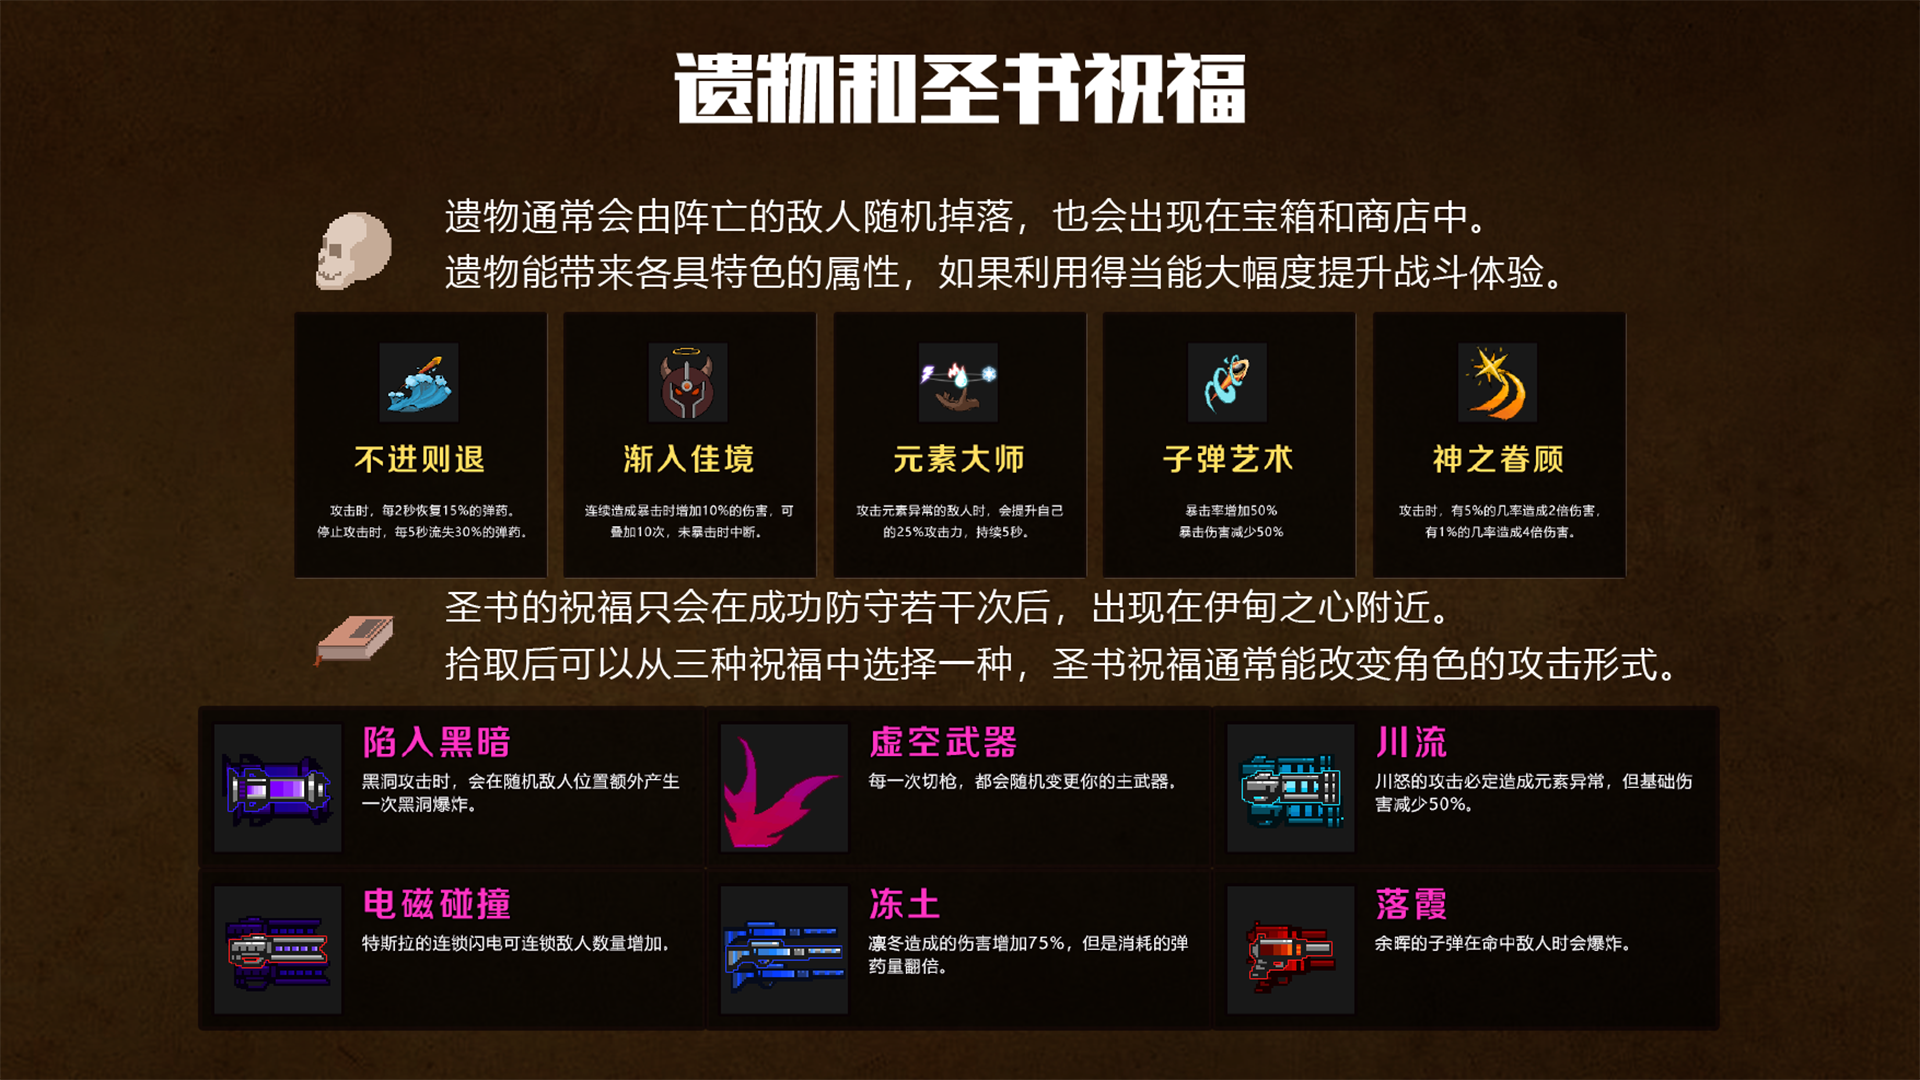 遗物和圣书祝福
遗物通常会由阵亡的敌人随机掉落，也会出现在宝箱和商店中。
遗物能带来各具特色的属性，如果利用得当能大幅度提升战斗体验。
不进则退
攻击时，每2秒恢复15%的弹药。
停止攻击时，每5秒流失30%的弹药。
渐入佳境
连续造成暴击时增加10%的伤害，可
叠加10次，未暴击时中断。
元素大师
攻击元素异常的敌人时，会提升自己
的25%攻击力，持续5秒。
子弹艺术
暴击率增加50%
暴击伤害减少50%
神之眷顾
攻击时，有5%的几率造成2倍伤害，
有1%的几率造成4倍伤害。
圣书的祝福只会在成功防守若干次后，出现在伊甸之心附近。
拾取后可以从三种祝福中选择一种，圣书祝福通常能改变角色的攻击形式。
陷入黑暗
黑洞攻击时，会在随机敌人位置额外产生
一次黑洞爆炸。
虚空武器
每一次切枪，都会随机变更你的主武器。
川流
川怒的攻击必定造成元素异常，但基础伤
害减少50%。
电磁碰撞
特斯拉的连锁闪电可连锁敌人数量增加。
冻土
凛冬造成的伤害增加75%，但是消耗的弹
药量翻倍。
落霞
余晖的子弹在命中敌人时会爆炸。